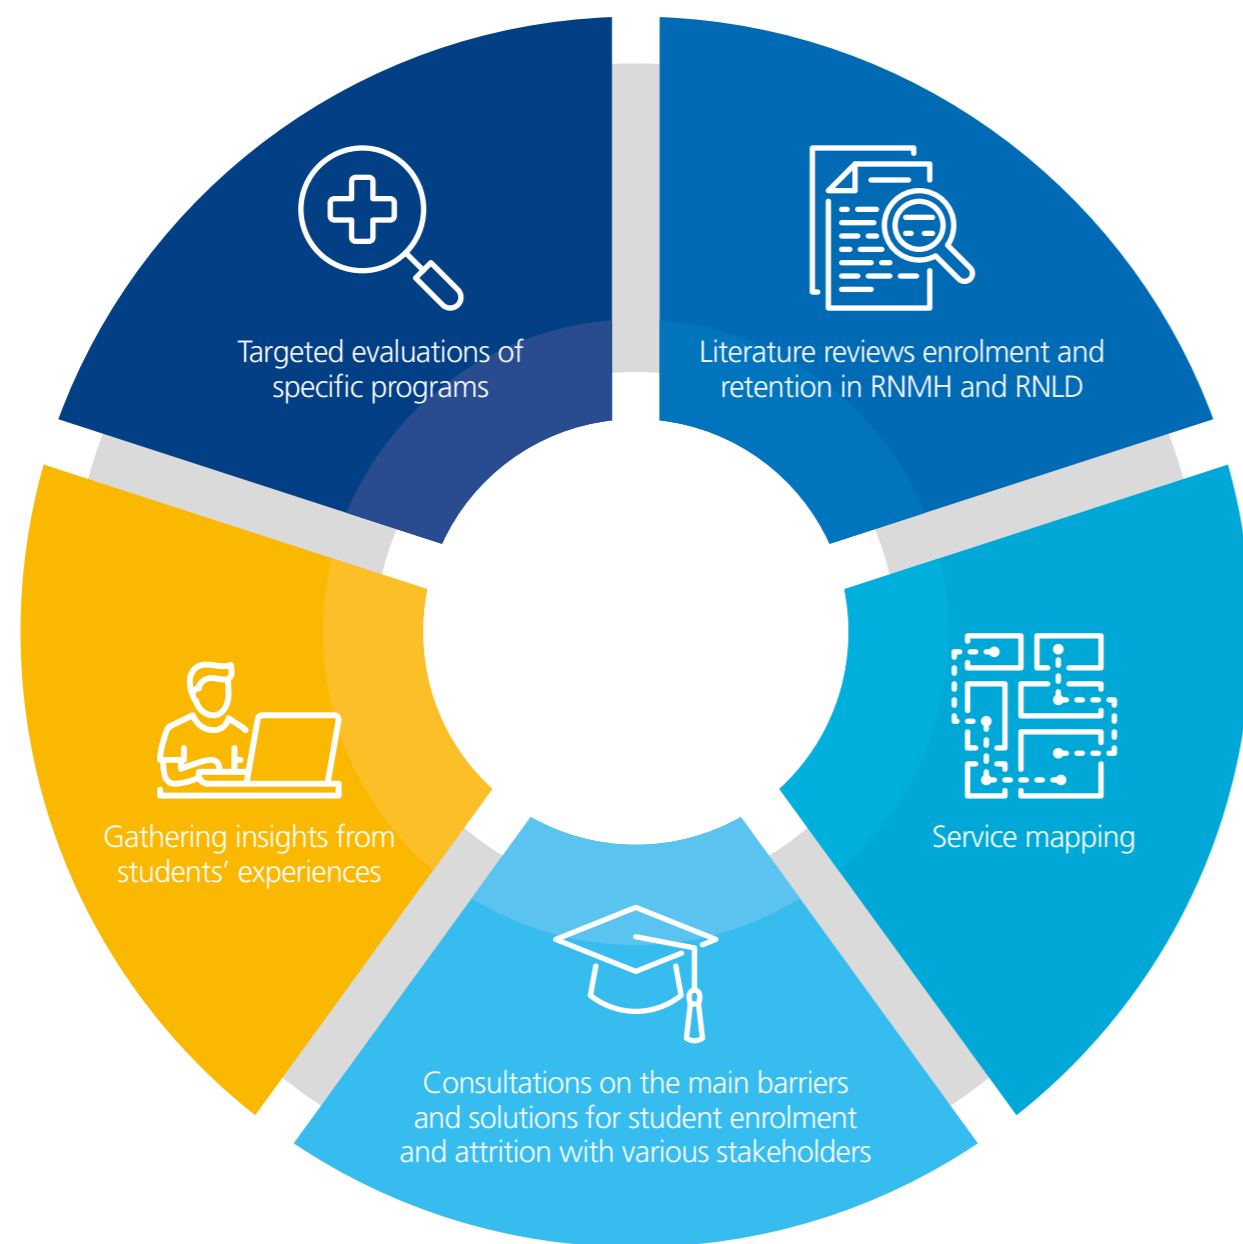 Targeted evaluations of
specific programs
Literature reviews enrolment and
retention in RNMH and RNLD
Service mapping
Consultations on the main barriers
and solutions for student enrolment
and attrition with various stakeholders
Gathering insights from
students’ experiences